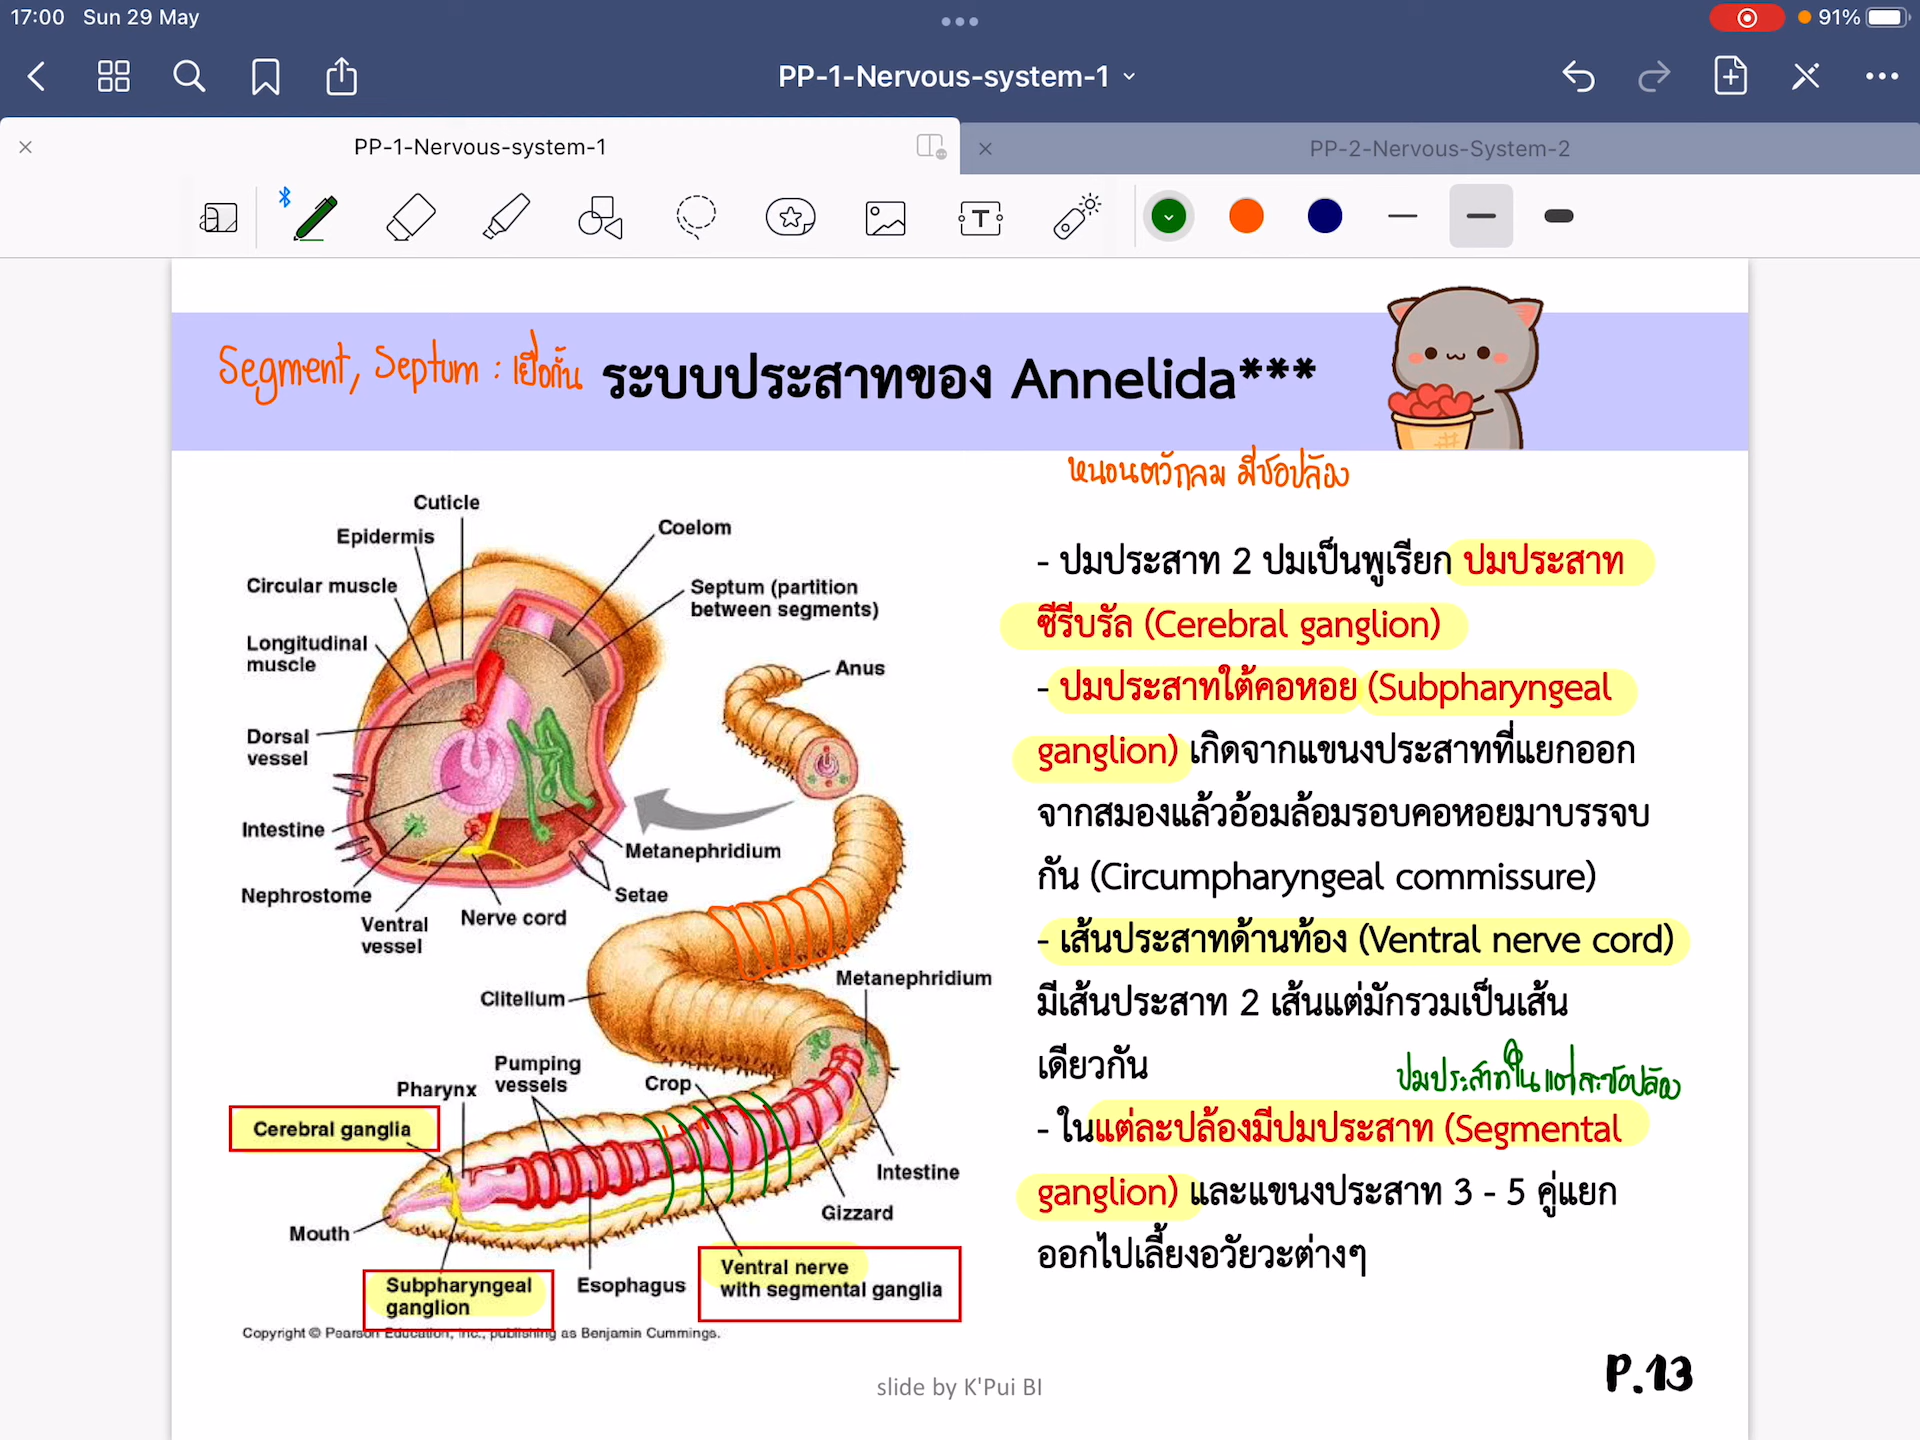 17:00 Sun 29 May
91%
PP-1-Nervous-system-1
PP-1-Nervous-system-1
PP-2-Nervous-System-2
Segment, Septum : เยื่อกั้น
ระบบประสาทของ Annelida***
หนอนตัวกลม มีข้อปล้อง
Cuticle
Epidermis
Coelom
Circular muscle
Septum (partition
between segments)
Longitudinal
muscle
Anus
Dorsal
vessel
Intestine
Metanephridium
Nephrostome
Setae
Ventral
vessel
Nerve cord
Metanephridium
Clitellum
Pumping
vessels
Pharynx
Crop
Cerebral ganglia
Intestine
Gizzard
Mouth
Subpharyngeal
ganglion
Esophagus
Ventral nerve
with segmental ganglia
Copyright © Pearson Education, Inc., publishing as Benjamin Cummings.
- ปมประสาท 2 ปมเป็นพูเรียก ปมประสาท
ซีรีบรัล (Cerebral ganglion)
- ปมประสาทใต้คอหอย (Subpharyngeal
ganglion) เกิดจากแขนงประสาทที่แยกออก
จากสมองแล้วอ้อมล้อมรอบคอหอยมาบรรจบ
กัน (Circumpharyngeal commissure)
- เส้นประสาทด้านท้อง (Ventral nerve cord)
มีเส้นประสาท 2 เส้นแต่มักรวมเป็นเส้น
เดียวกัน
ปมประสาทในแต่ละข้อปล้อง
- ในแต่ละปล้องมีปมประสาท (Segmental
ganglion) และแขนงประสาท 3 - 5 คู่แยก
ออกไปเลี้ยงอวัยวะต่างๆ
P.13
slide by K'Pui BI